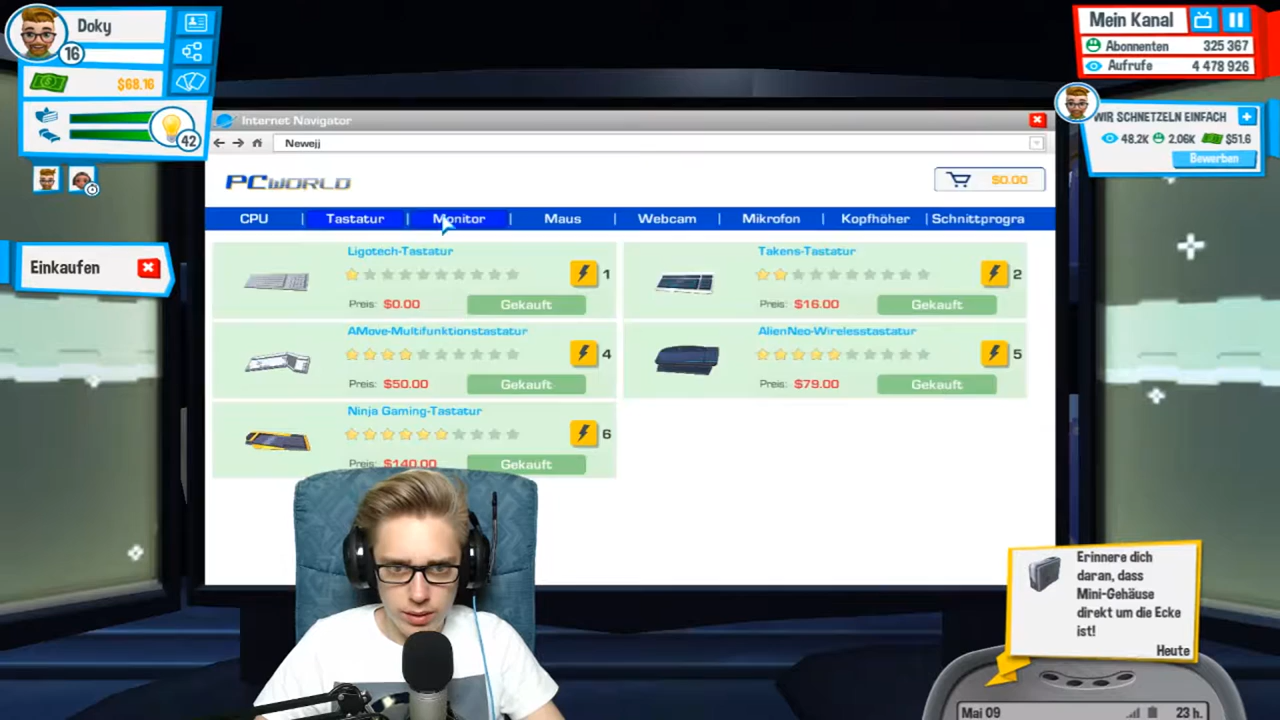 Doky
16
$68.16
42
Mein Kanal
Abonnenten 325 367
Aufrufe 4 478 926
WIR SCHNETZELN EINFACH
48.2K 2.06K $51.6
Bewerben
Einkaufen
Internet Navigator
Newejj
PCWORLD
$0.00
CPU | Tastatur | Monitor | Maus | Webcam | Mikrofon | Kopfhöher | Schnittprogra
Ligotech-Tastatur
1
Preis: $0.00 Gekauft
Takens-Tastatur
2
Preis: $16.00 Gekauft
AMove-Multifunktionstastatur
4
Preis: $50.00 Gekauft
AlienNeo-Wirelesstastatur
5
Preis: $79.00 Gekauft
Ninja Gaming-Tastatur
6
Preis: $140.00 Gekauft
Erinnere dich
daran, dass
Mini-Gehäuse
direkt um die Ecke
ist!
Heute
Mai 09 23 h.